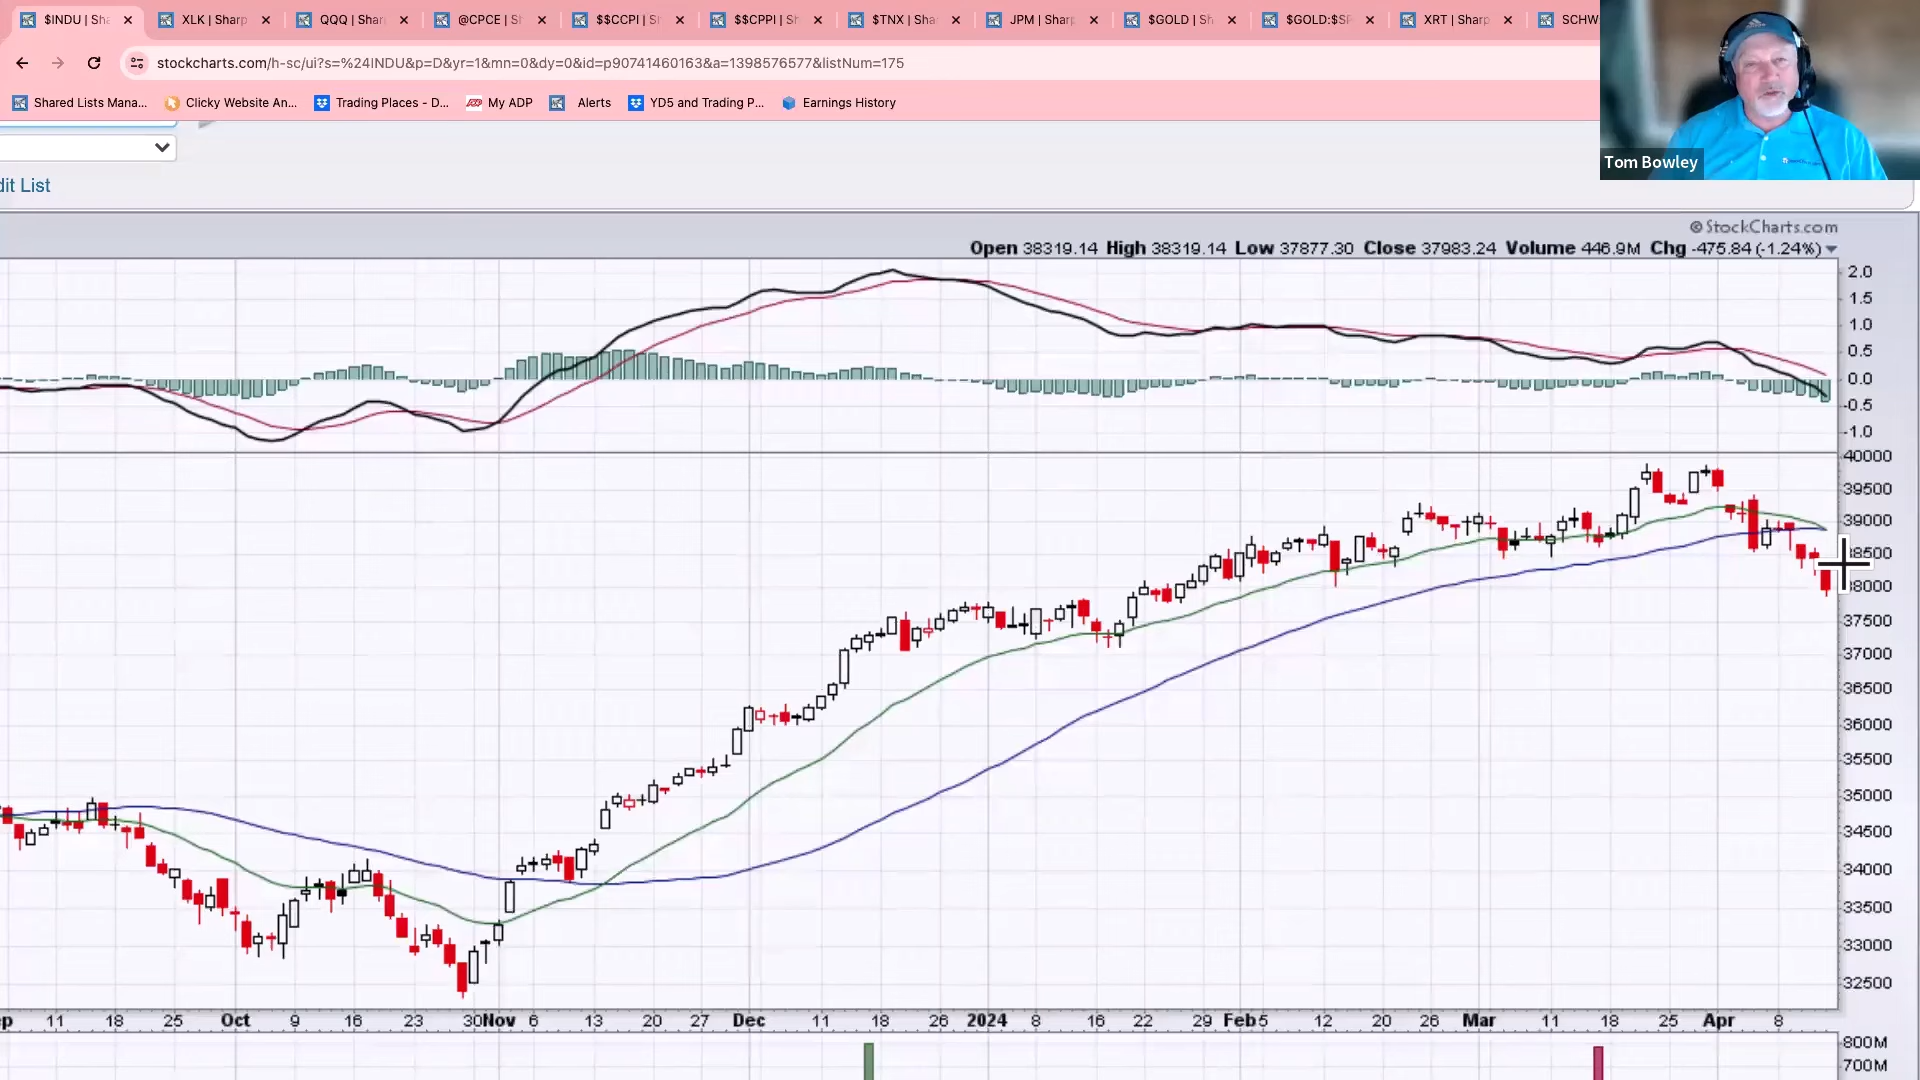 $INDU | Sha
XLK | Sharp
QQQ | Shar
@CPCE | S
$$CCPI | S
$$CPPI | S
$TNX | Sha
JPM | Sharp
$GOLD | Sh
$GOLD:$SP
XRT | Sharp
SCHW
stockcharts.com/h-sc/ui?s=%24INDU&p=D&yr=1&mn=0&dy=0&id=p90741460163&a=1398576577&listNum=175
Shared Lists Mana... Clicky Website An... Trading Places - D... My ADP Alerts YD5 and Trading P... Earnings History
Tom Bowley
dit List
© StockCharts.com
Open 38319.14 High 38319.14 Low 37877.30 Close 37983.24 Volume 446.9M Chg -475.84 (-1.24%)
2.0
1.5
1.0
0.5
0.0
-0.5
-1.0
40000
39500
39000
38500
38000
37500
37000
36500
36000
35500
35000
34500
34000
33500
33000
32500
ep 11 18 25 Oct 9 16 23 30 Nov 6 13 20 27 Dec 11 18 26 2024 8 16 22 29 Feb 5 12 20 26 Mar 11 18 25 Apr 8
800M
700M